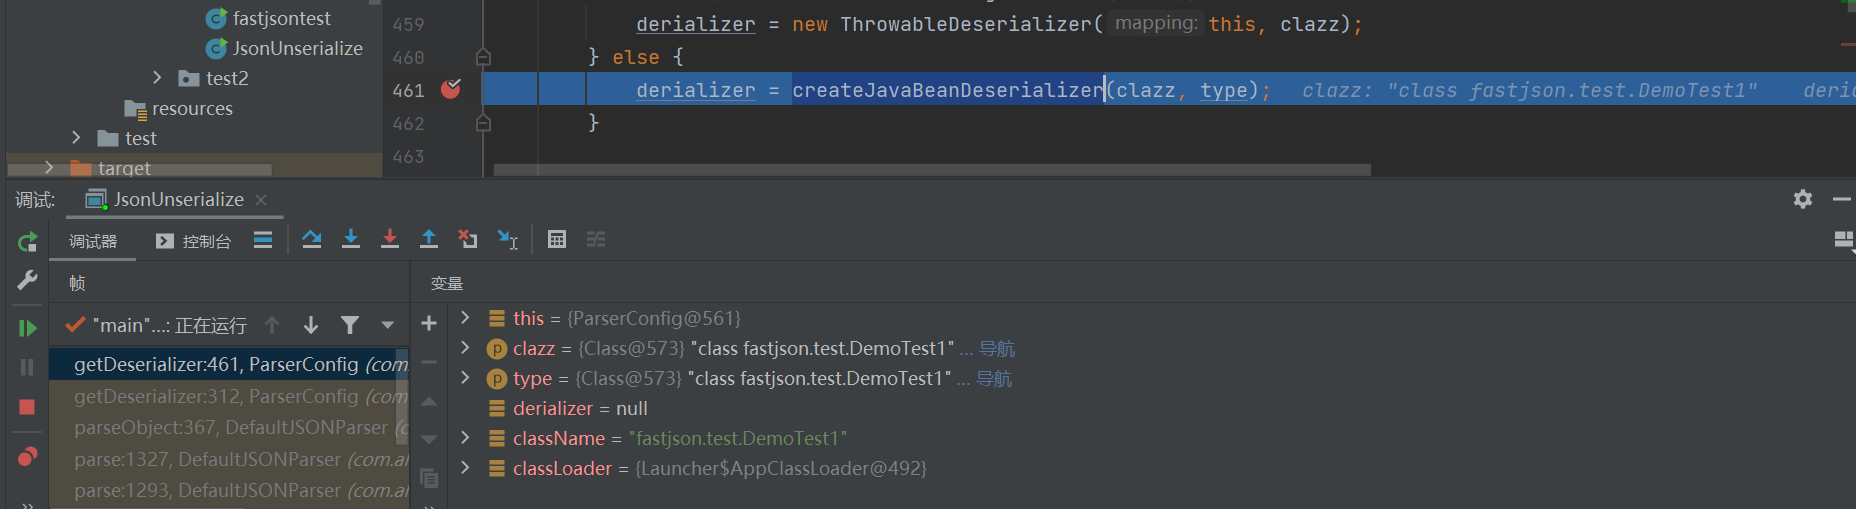 fastjsontest
JsonUnserialize
test2
resources
test
target
459 derializer = new ThrowableDeserializer( mapping: this, clazz);
460 } else {
461 derializer = createJavaBeanDeserializer(clazz, type); clazz: "class fastjson.test.DemoTest1" deria
462 }
463
调试: JsonUnserialize
调试器 控制台
帧 变量
"main"...: 正在运行
getDeserializer:461, ParserConfig (com.
getDeserializer:312, ParserConfig (com.
parseObject:367, DefaultJSONParser (
parse:1327, DefaultJSONParser (com.al
parse:1293, DefaultJSONParser (com.al
this = {ParserConfig@561}
clazz = {Class@573} "class fastjson.test.DemoTest1" ... 导航
type = {Class@573} "class fastjson.test.DemoTest1" ... 导航
derializer = null
className = "fastjson.test.DemoTest1"
classLoader = {Launcher$AppClassLoader@492}